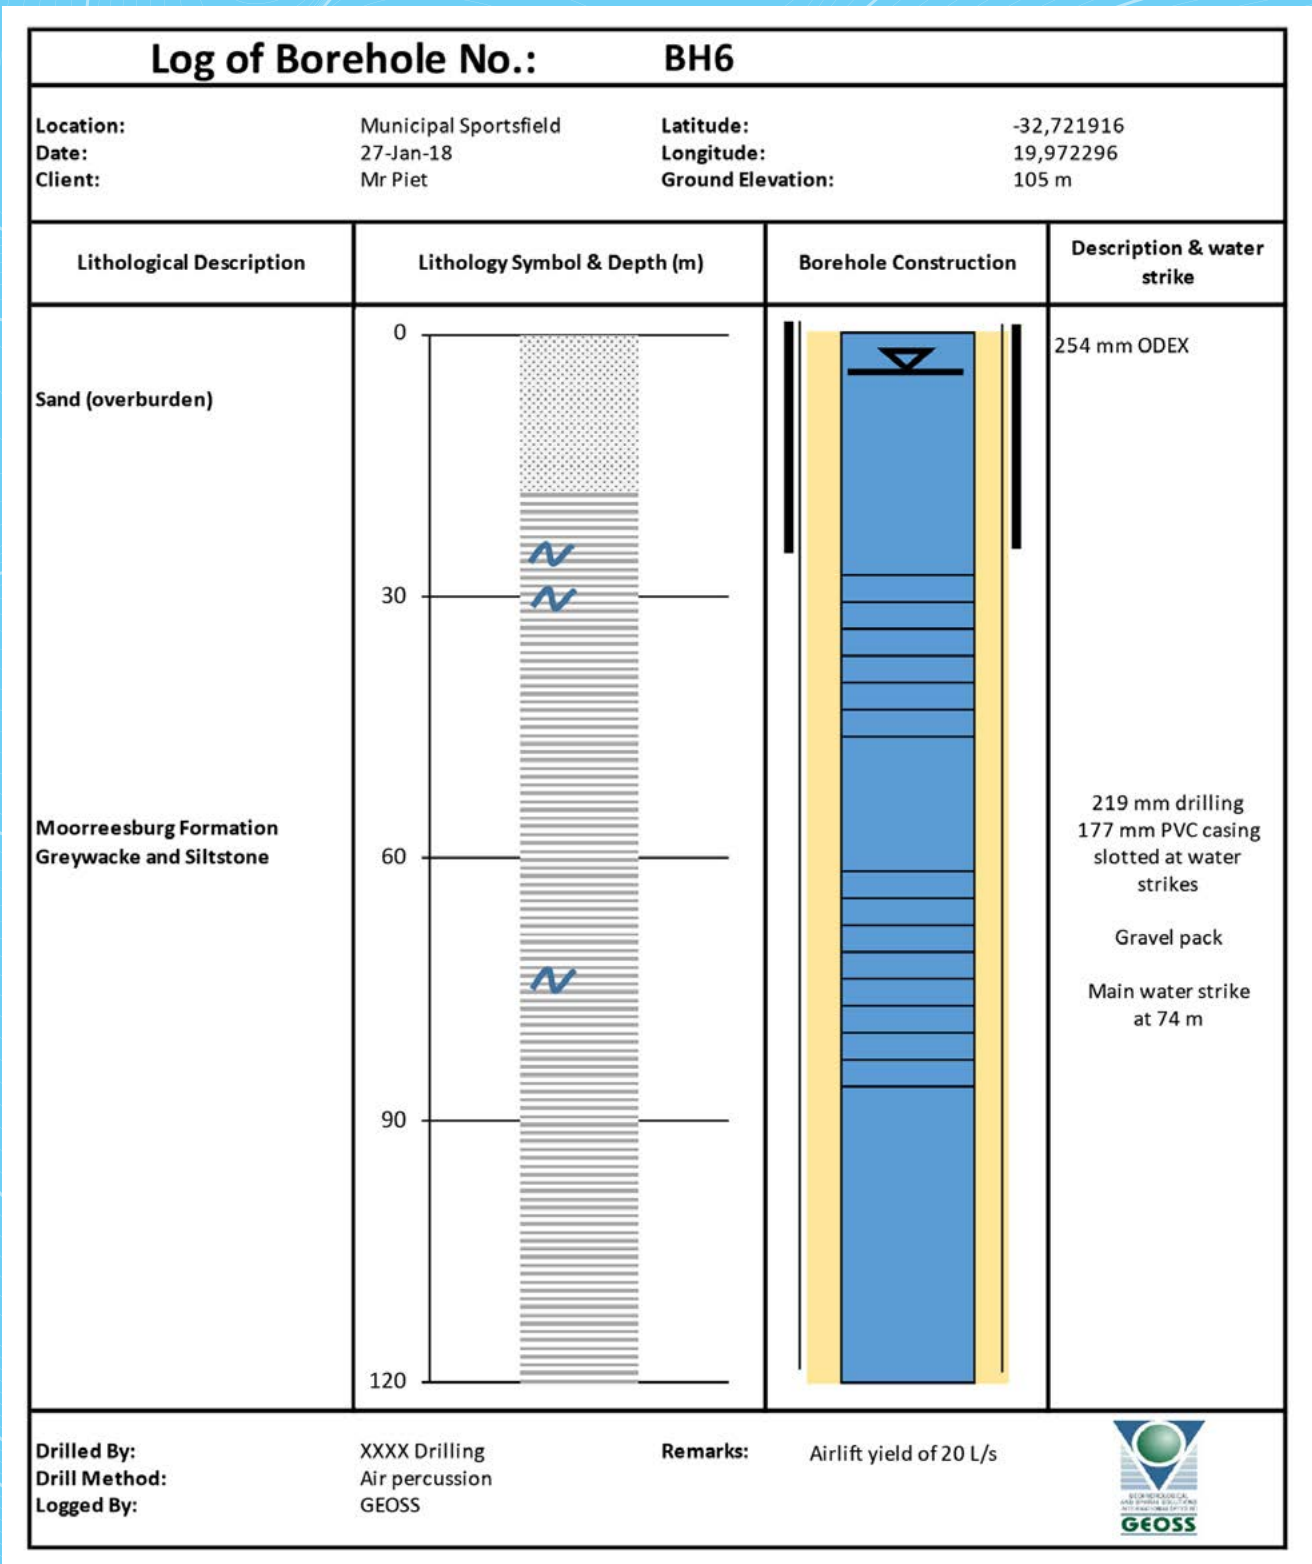 Log of Borehole No.: BH6
Location: Municipal Sportsfield Latitude: -32,721916
Date: 27-Jan-18 Longitude: 19,972296
Client: Mr Piet Ground Elevation: 105 m
Lithological Description
Lithology Symbol & Depth (m)
Borehole Construction
Description & water
strike
0
254 mm ODEX
Sand (overburden)
30
219 mm drilling
177 mm PVC casing
slotted at water
strikes
Moorreesburg Formation
Greywacke and Siltstone
60
Gravel pack
Main water strike
at 74 m
90
120
Drilled By: XXXX Drilling Remarks: Airlift yield of 20 L/s
Drill Method: Air percussion
Logged By: GEOSS
GEOSS